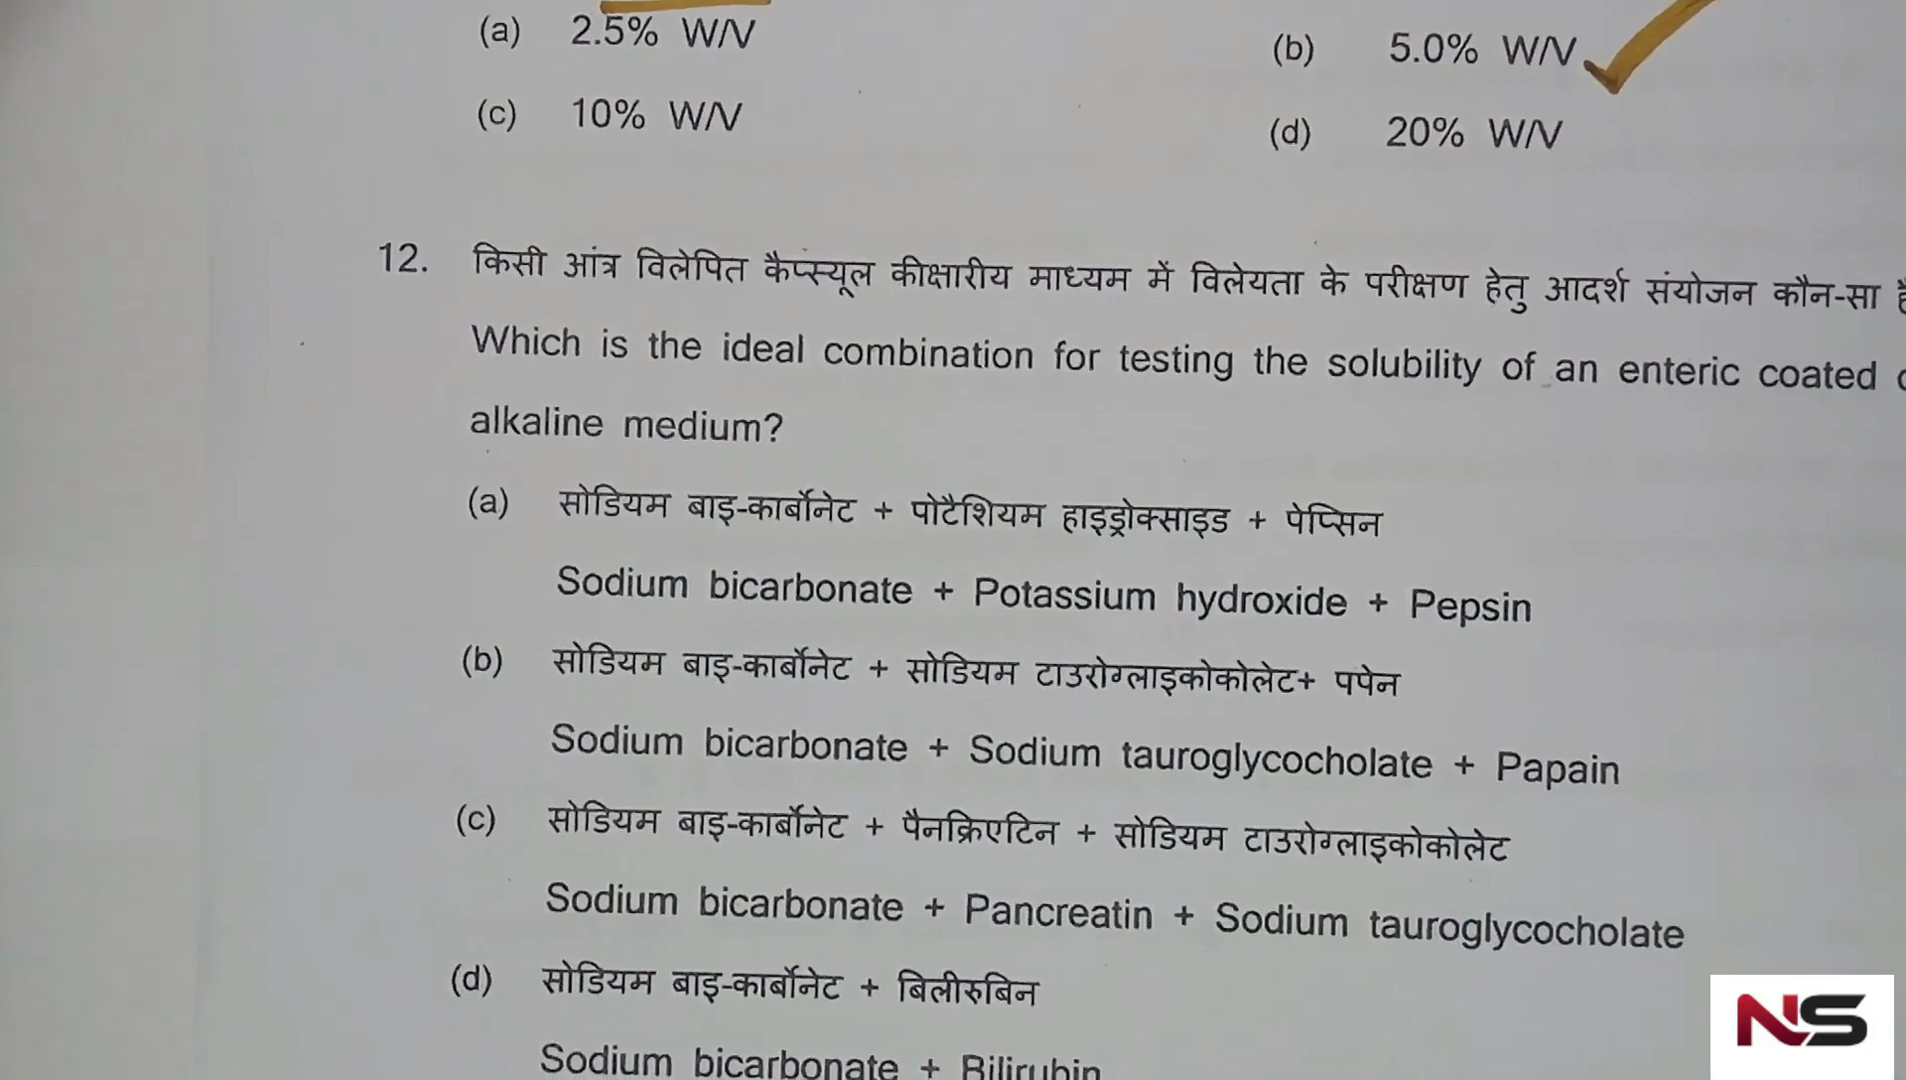 (a) 2.5% W/V (b) 5.0% W/V
(c) 10% W/V (d) 20% W/V
12. किसी आंत्र विलेपित कैप्स्यूल कीक्षारीय माध्यम में विलेयता के परीक्षण हेतु आदर्श संयोजन कौन-सा
Which is the ideal combination for testing the solubility of an enteric coated
alkaline medium?
(a) सोडियम बाइ-कार्बोनेट + पोटैशियम हाइड्रोक्साइड + पेप्सिन
Sodium bicarbonate + Potassium hydroxide + Pepsin
(b) सोडियम बाइ-कार्बोनेट + सोडियम टाउरोग्लाइकोकोलेट+ पपेन
Sodium bicarbonate + Sodium tauroglycocholate + Papain
(c) सोडियम बाइ-कार्बोनेट + पैनक्रिएटिन + सोडियम टाउरोग्लाइकोकोलेट
Sodium bicarbonate + Pancreatin + Sodium tauroglycocholate
(d) सोडियम बाइ-कार्बोनेट + बिलीरुबिन
Sodium bicarbonate + Bilirubin
NS